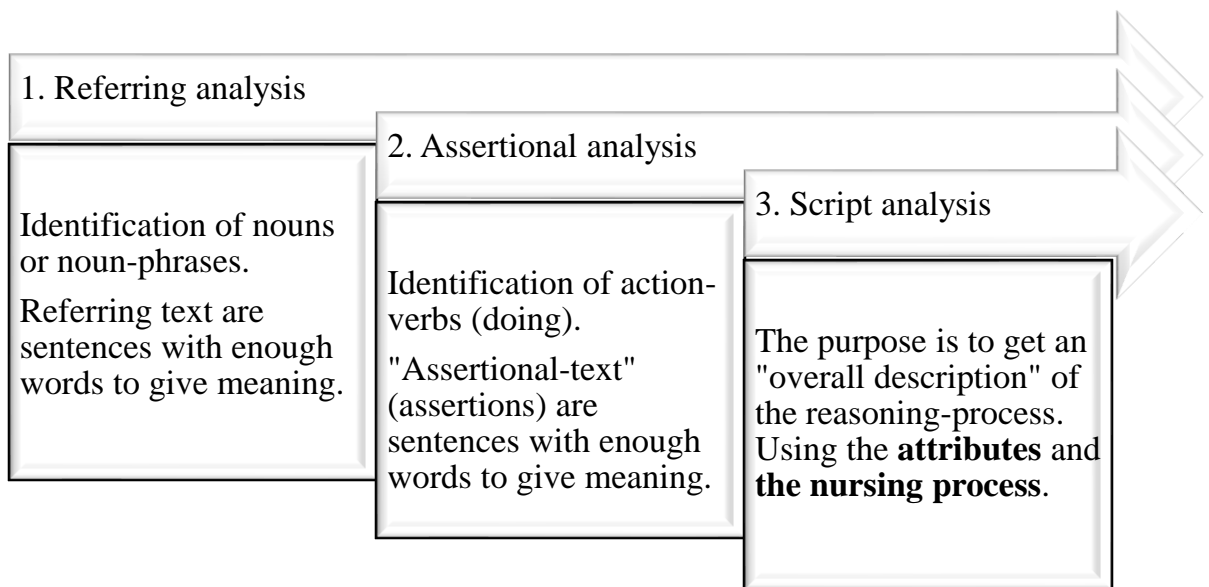 1. Referring analysis
Identification of nouns
or noun-phrases.
Referring text are
sentences with enough
words to give meaning.
2. Assertional analysis
Identification of action-
verbs (doing).
"Assertional-text"
(assertions) are
sentences with enough
words to give meaning.
3. Script analysis
The purpose is to get an
"overall description" of
the reasoning-process.
Using the attributes and
the nursing process.